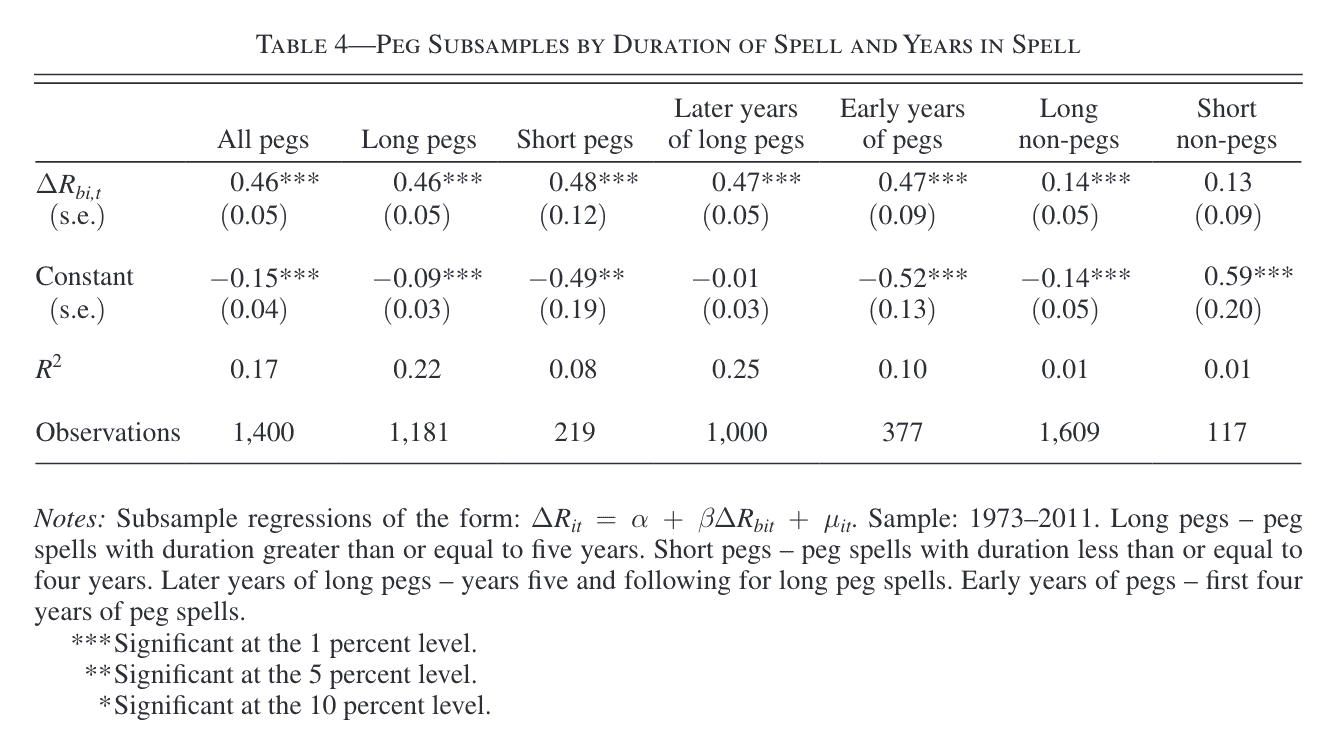 TABLE 4—PEG SUBSAMPLES BY DURATION OF SPELL AND YEARS IN SPELL
All pegs Long pegs Short pegs Later years of long pegs Early years of pegs Long non-pegs Short non-pegs
ΔR_{bi,t} 0.46*** 0.46*** 0.48*** 0.47*** 0.47*** 0.14*** 0.13
(s.e.) (0.05) (0.05) (0.12) (0.05) (0.09) (0.05) (0.09)
Constant −0.15*** −0.09*** −0.49** −0.01 −0.52*** −0.14*** 0.59***
(s.e.) (0.04) (0.03) (0.19) (0.03) (0.13) (0.05) (0.20)
R² 0.17 0.22 0.08 0.25 0.10 0.01 0.01
Observations 1,400 1,181 219 1,000 377 1,609 117
Notes: Subsample regressions of the form: ΔR_{it} = α + βΔR_{bit} + μ_{it}. Sample: 1973–2011. Long pegs – peg
spells with duration greater than or equal to five years. Short pegs – peg spells with duration less than or equal to
four years. Later years of long pegs – years five and following for long peg spells. Early years of pegs – first four
years of peg spells.
***Significant at the 1 percent level.
**Significant at the 5 percent level.
*Significant at the 10 percent level.